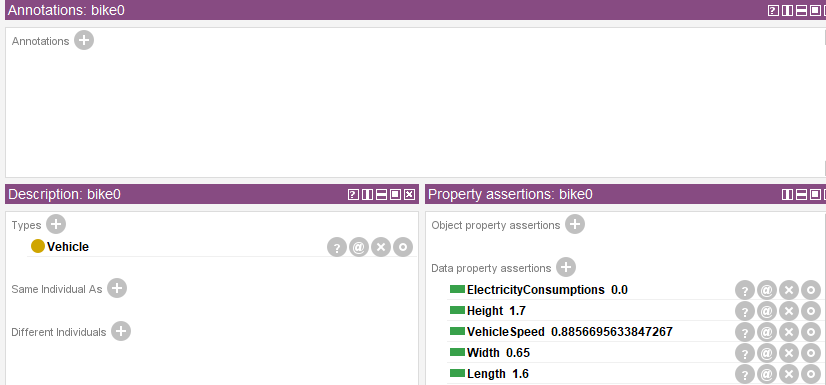 Annotations: bike0
Annotations
Description: bike0
Types
Vehicle
Same Individual As
Different Individuals
Property assertions: bike0
Object property assertions
Data property assertions
ElectricityConsumptions 0.0
Height 1.7
VehicleSpeed 0.8856695633847267
Width 0.65
Length 1.6